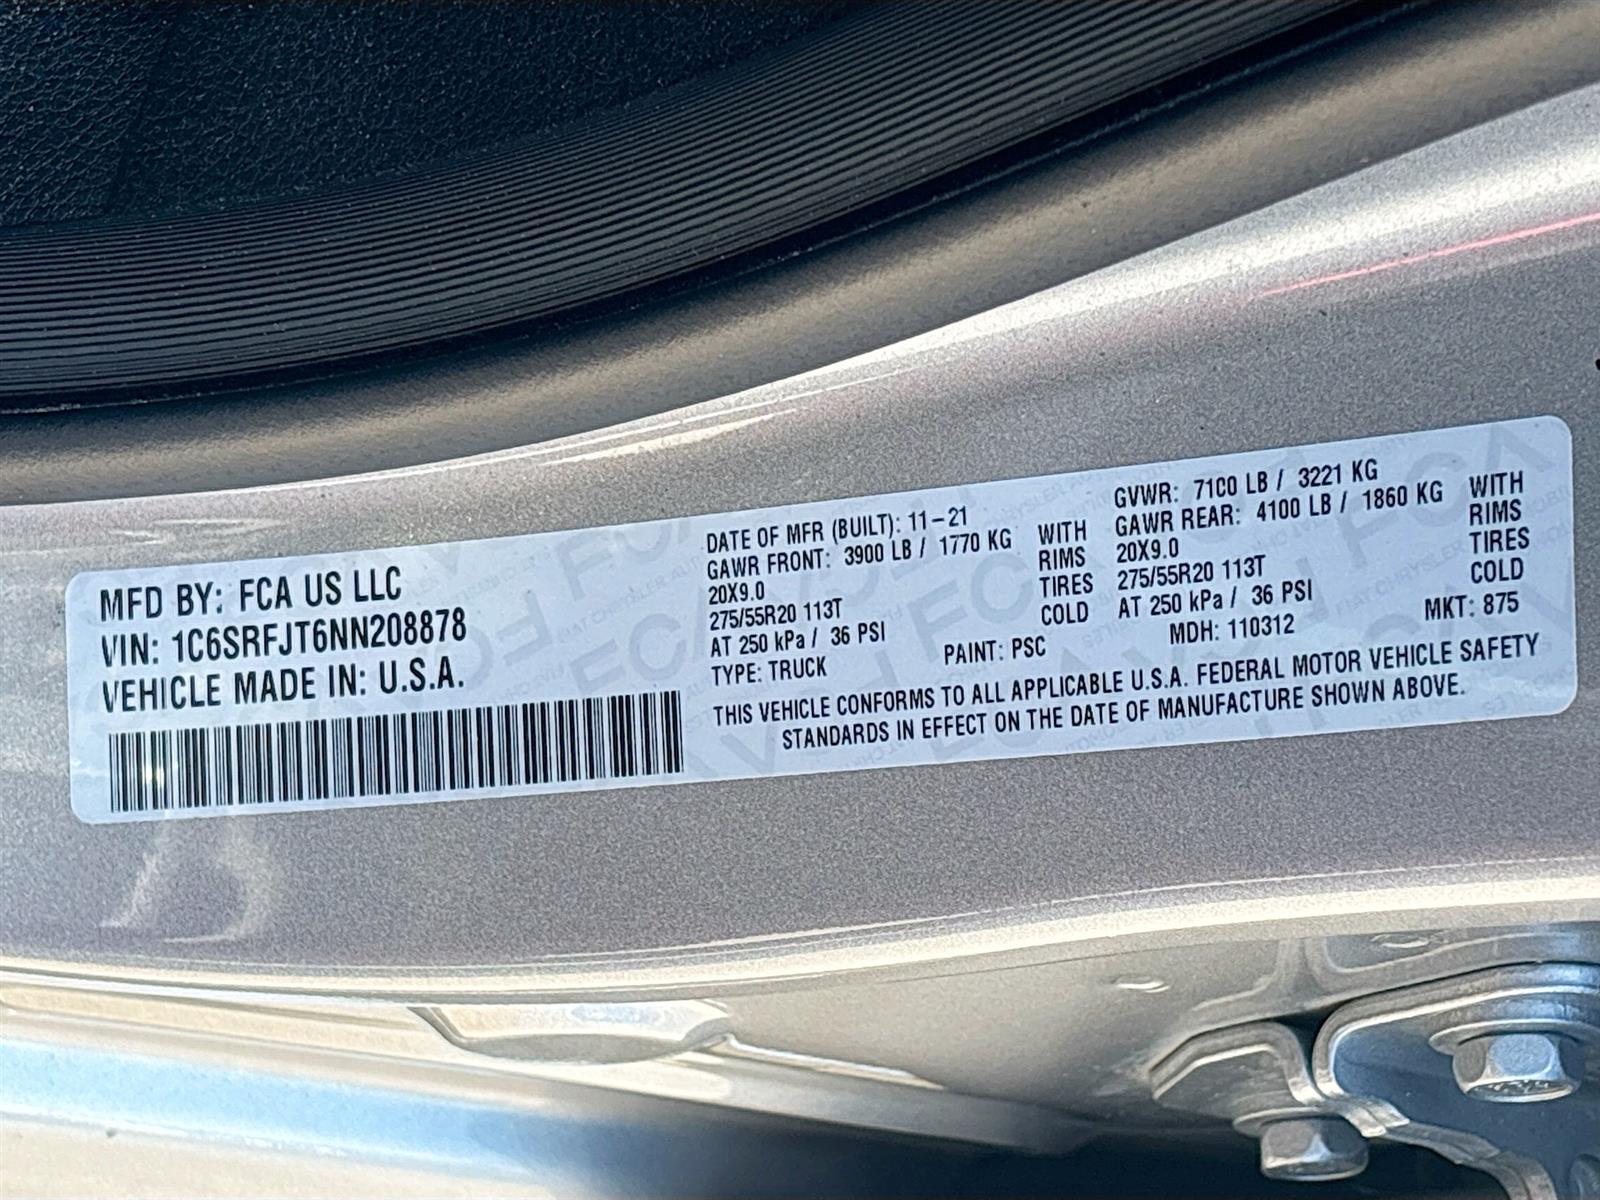 MFD BY: FCA US LLC
VIN: 1C6SRFJT6NN208878
VEHICLE MADE IN: U.S.A.
DATE OF MFR (BUILT): 11-21
GAWR FRONT: 3900 LB / 1770 KG WITH
20X9.0 RIMS
275/55R20 113T TIRES
AT 250 kPa / 36 PSI COLD
TYPE: TRUCK PAINT: PSC
GVWR: 7100 LB / 3221 KG
GAWR REAR: 4100 LB / 1860 KG WITH
20X9.0 RIMS
275/55R20 113T TIRES
AT 250 kPa / 36 PSI COLD
MDH: 110312 MKT: 875
THIS VEHICLE CONFORMS TO ALL APPLICABLE U.S.A. FEDERAL MOTOR VEHICLE SAFETY
STANDARDS IN EFFECT ON THE DATE OF MANUFACTURE SHOWN ABOVE.